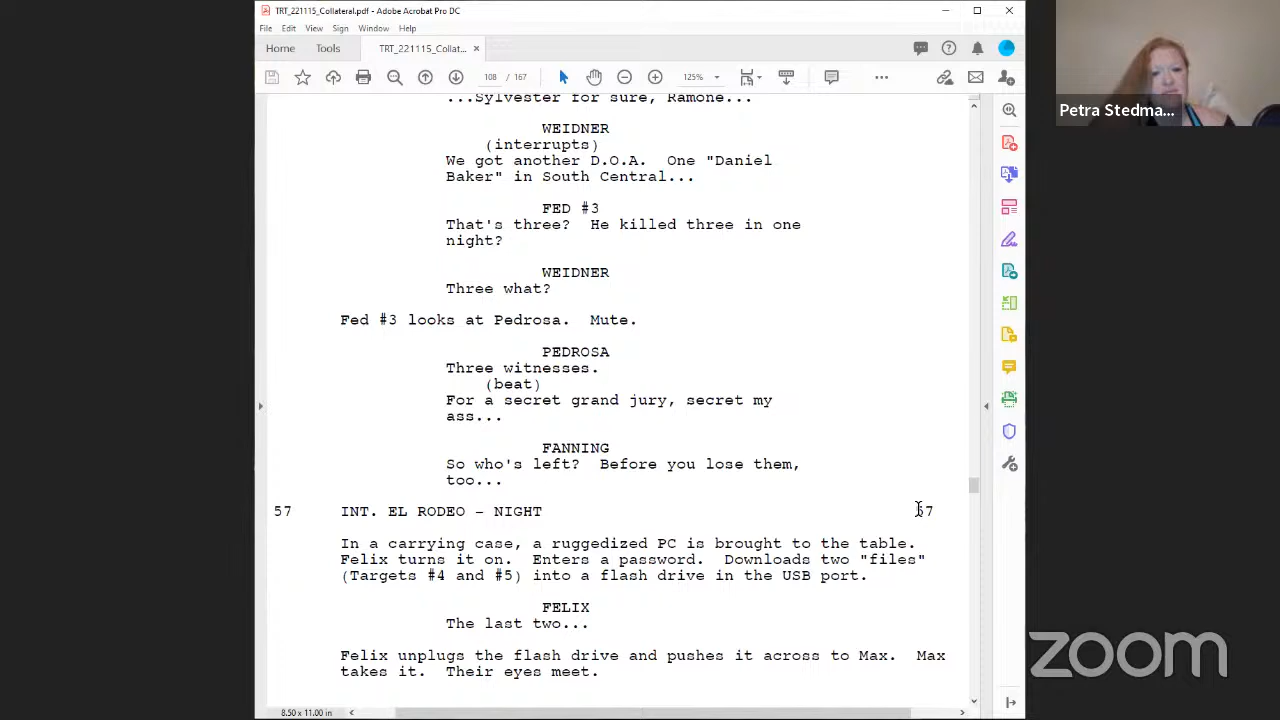 TRT_221115_Collateral.pdf - Adobe Acrobat Pro DC
File Edit View Sign Window Help
Home Tools TRT_221115_Collat... ×
108 / 167 125%
...Sylvester for sure, Ramone...
WEIDNER
(interrupts)
We got another D.O.A. One "Daniel
Baker" in South Central...
FED #3
That's three? He killed three in one
night?
WEIDNER
Three what?
Fed #3 looks at Pedrosa. Mute.
PEDROSA
Three witnesses.
(beat)
For a secret grand jury, secret my
ass...
FANNING
So who's left? Before you lose them,
too...
57 INT. EL RODEO - NIGHT 57
In a carrying case, a ruggedized PC is brought to the table.
Felix turns it on. Enters a password. Downloads two "files"
(Targets #4 and #5) into a flash drive in the USB port.
FELIX
The last two...
Felix unplugs the flash drive and pushes it across to Max. Max
takes it. Their eyes meet.
8.50 x 11.00 in
Petra Stedma...
zoom